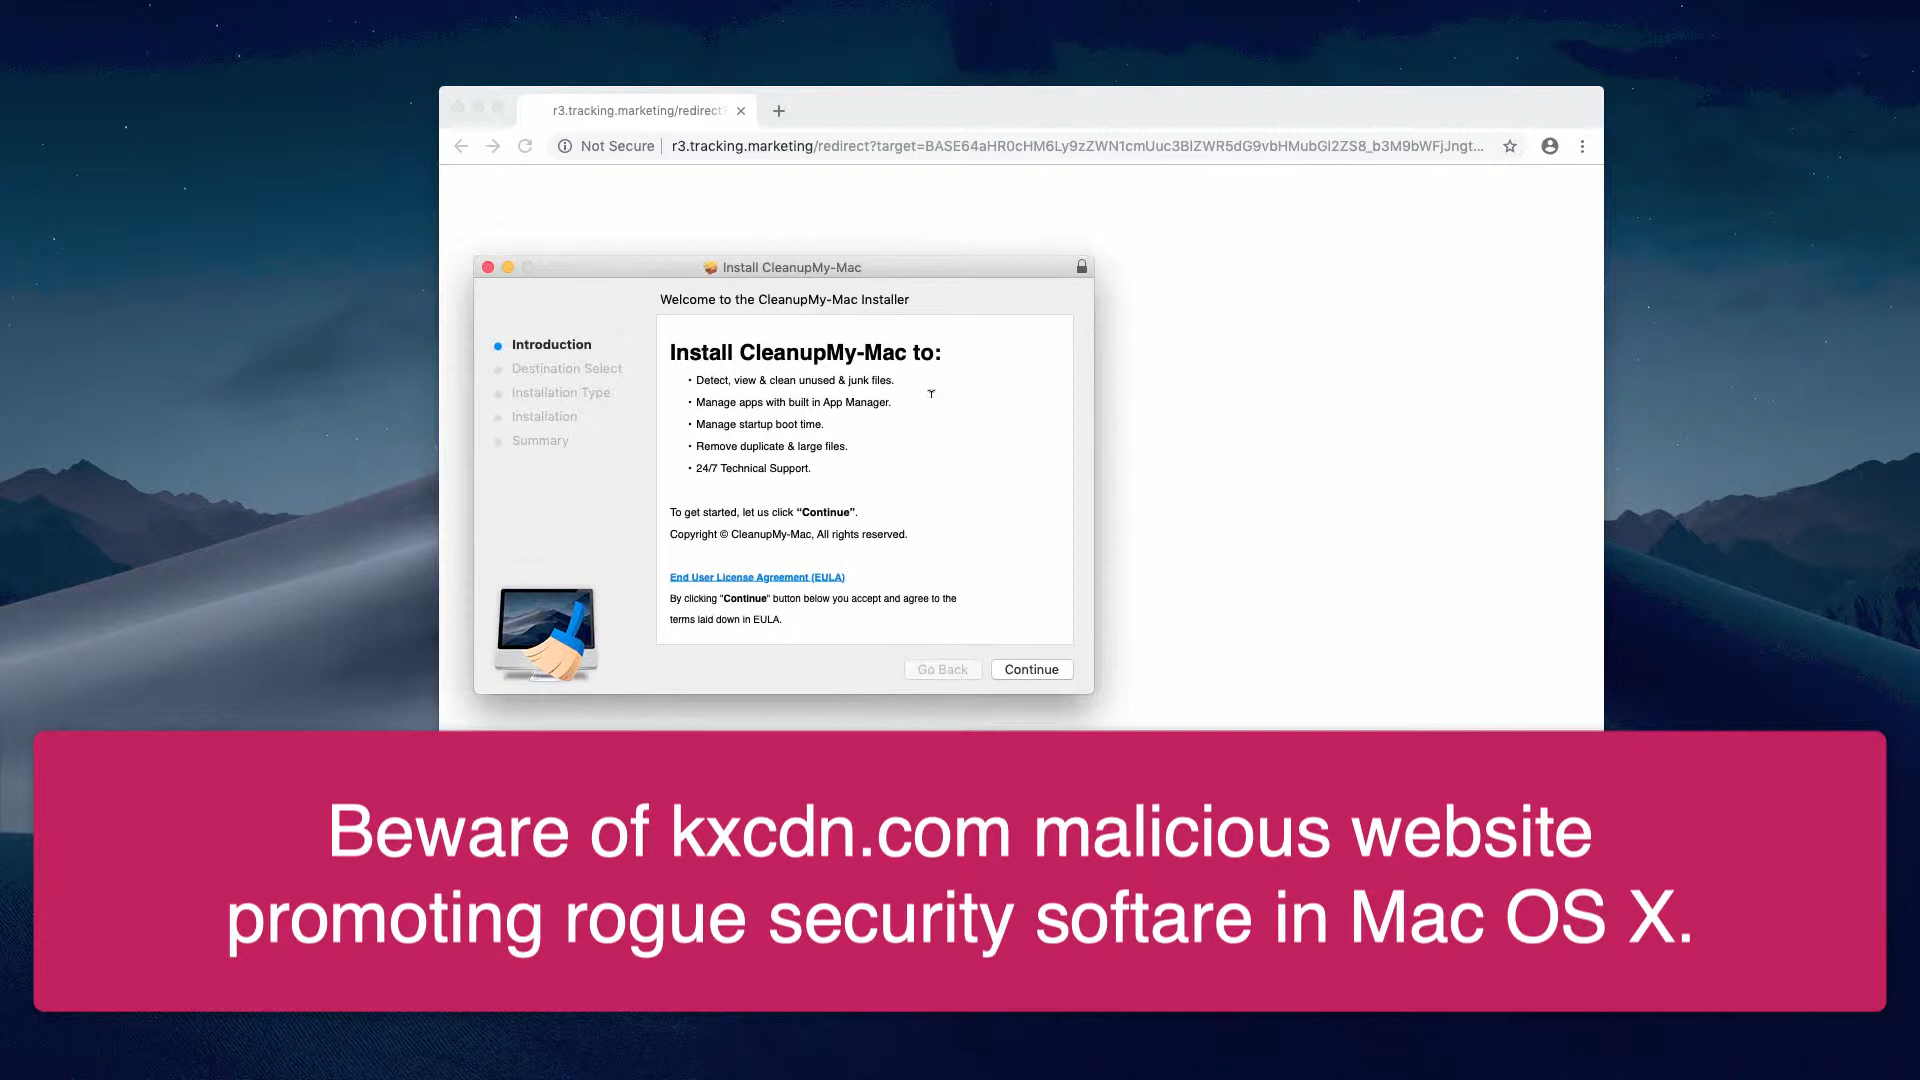 r3.tracking.marketing/redirect?
Not Secure
r3.tracking.marketing/redirect?target=BASE64aHR0cHM6Ly9zZWN1cmUuc3BlZWR5dG9vbHMubGl2ZS8_b3M9bWFjJngt...
Install CleanupMy-Mac
Welcome to the CleanupMy-Mac Installer
Introduction
Destination Select
Installation Type
Installation
Summary
Install CleanupMy-Mac to:
• Detect, view & clean unused & junk files.
• Manage apps with built in App Manager.
• Manage startup boot time.
• Remove duplicate & large files.
• 24/7 Technical Support.
To get started, let us click “Continue”.
Copyright © CleanupMy-Mac, All rights reserved.
End User License Agreement (EULA)
By clicking "Continue" button below you accept and agree to the
terms laid down in EULA.
Go Back
Continue
Beware of kxcdn.com malicious website
promoting rogue security softare in Mac OS X.